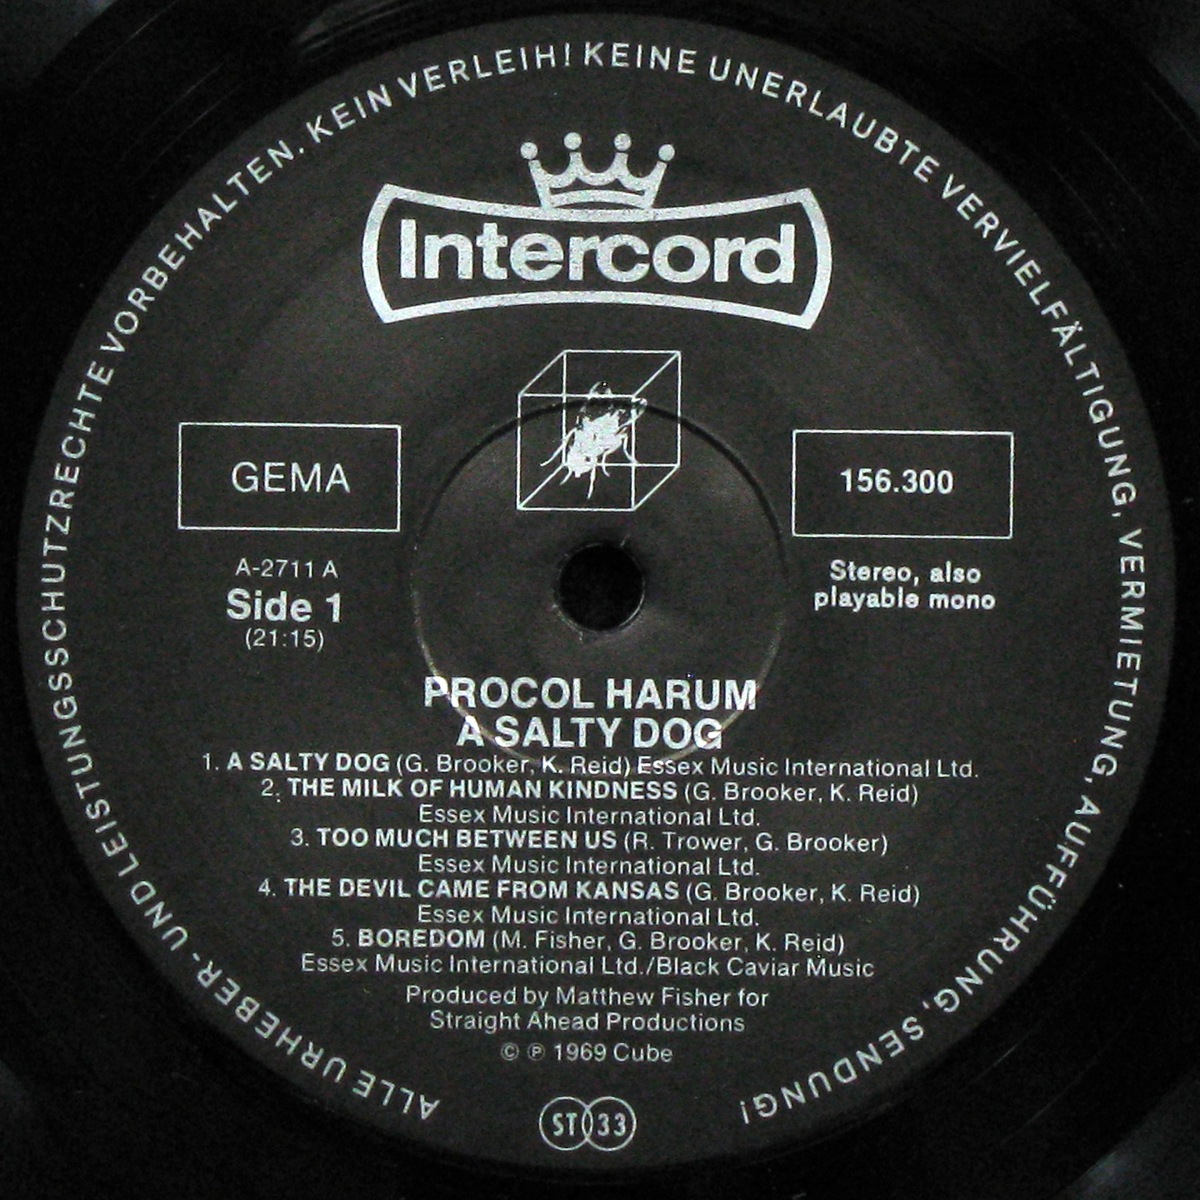 ALLE URHEBER- UND LEISTUNGSSCHUTZRECHTE VORBEHALTEN. KEIN VERLEIH! KEINE UNERLAUBTE VERVIELFÄLTIGUNG, VERMIETUNG, AUFFÜHRUNG, SENDUNG!
Intercord
GEMA
156.300
A-2711 A
Side 1
(21:15)
Stereo, also
playable mono
PROCOL HARUM
A SALTY DOG
1. A SALTY DOG (G. Brooker, K. Reid) Essex Music International Ltd.
2. THE MILK OF HUMAN KINDNESS (G. Brooker, K. Reid)
Essex Music International Ltd.
3. TOO MUCH BETWEEN US (R. Trower, G. Brooker)
Essex Music International Ltd.
4. THE DEVIL CAME FROM KANSAS (G. Brooker, K. Reid)
Essex Music International Ltd.
5. BOREDOM (M. Fisher, G. Brooker, K. Reid)
Essex Music International Ltd./Black Caviar Music
Produced by Matthew Fisher for
Straight Ahead Productions
© ℗ 1969 Cube
ST 33